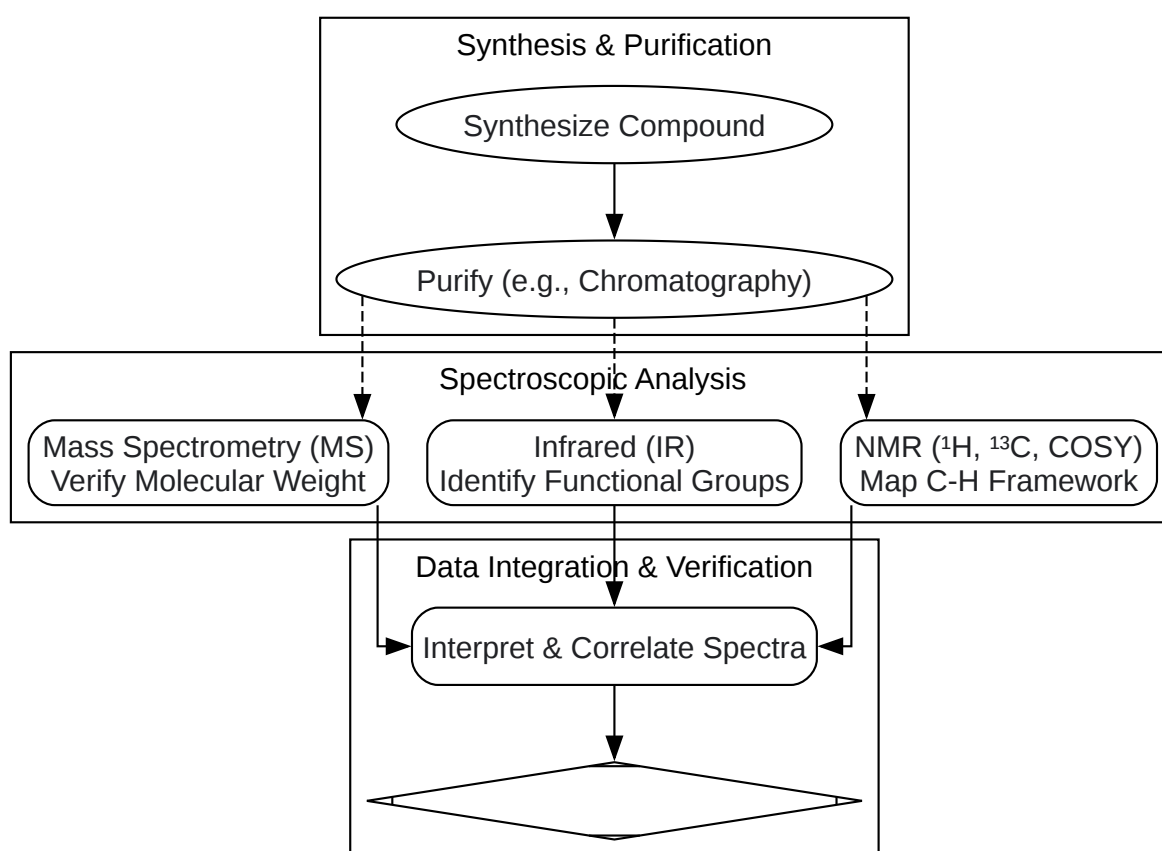 Synthesis & Purification
Synthesize Compound
Purify (e.g., Chromatography)
Spectroscopic Analysis
Mass Spectrometry (MS)
Verify Molecular Weight
Infrared (IR)
Identify Functional Groups
NMR (¹H, ¹³C, COSY)
Map C-H Framework
Data Integration & Verification
Interpret & Correlate Spectra